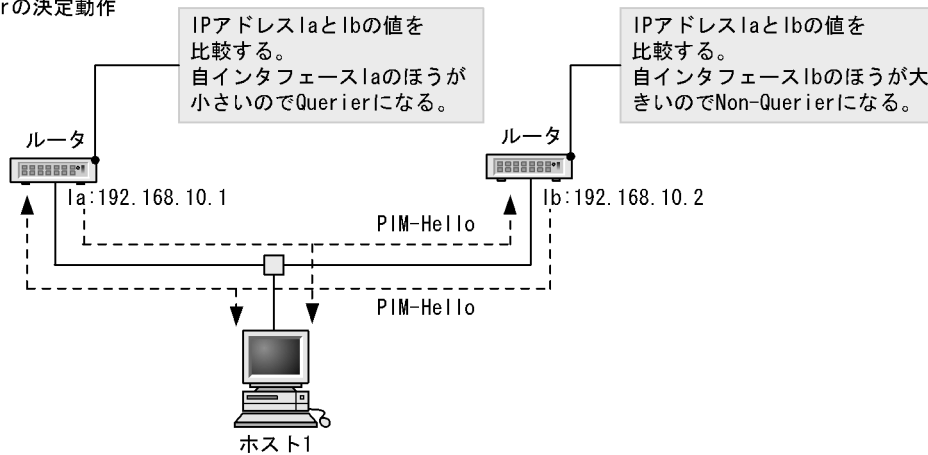 rの決定動作
IPアドレスIaとIbの値を
比較する。
自インタフェースIaのほうが
小さいのでQuerierになる。
IPアドレスIaとIbの値を
比較する。
自インタフェースIbのほうが大
きいのでNon-Querierになる。
ルータ
ルータ
Ia:192.168.10.1
Ib:192.168.10.2
PIM-Hello
PIM-Hello
ホスト1